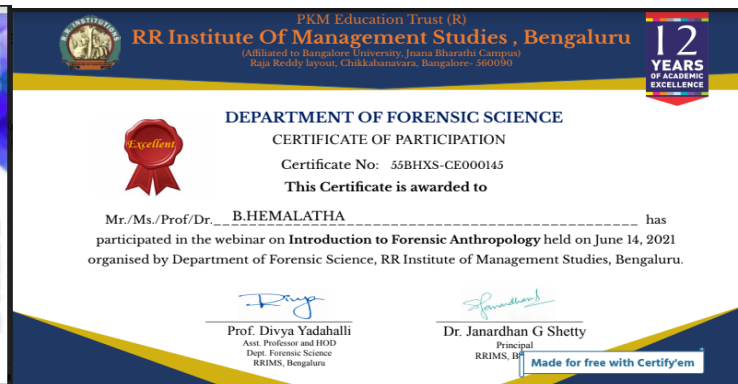 PKM Education Trust (R)
RR Institute Of Management Studies , Bengaluru
(Affiliated to Bangalore University, Jnana Bharathi Campus)
Raja Reddy layout, Chikkabanavara, Bangalore- 560090
12
YEARS
OF ACADEMIC
EXCELLENCE
DEPARTMENT OF FORENSIC SCIENCE
Excellent
CERTIFICATE OF PARTICIPATION
Certificate No: 55BHXS-CE000145
This Certificate is awarded to
Mr./Ms./Prof/Dr. B.HEMALATHA has
participated in the webinar on Introduction to Forensic Anthropology held on June 14, 2021
organised by Department of Forensic Science, RR Institute of Management Studies, Bengaluru.
Divya
Prof. Divya Yadahalli
Asst. Professor and HOD
Dept. Forensic Science
RRIMS, Bengaluru
Dr. Janardhan G Shetty
Principal
RRIMS, B
Made for free with Certify'em